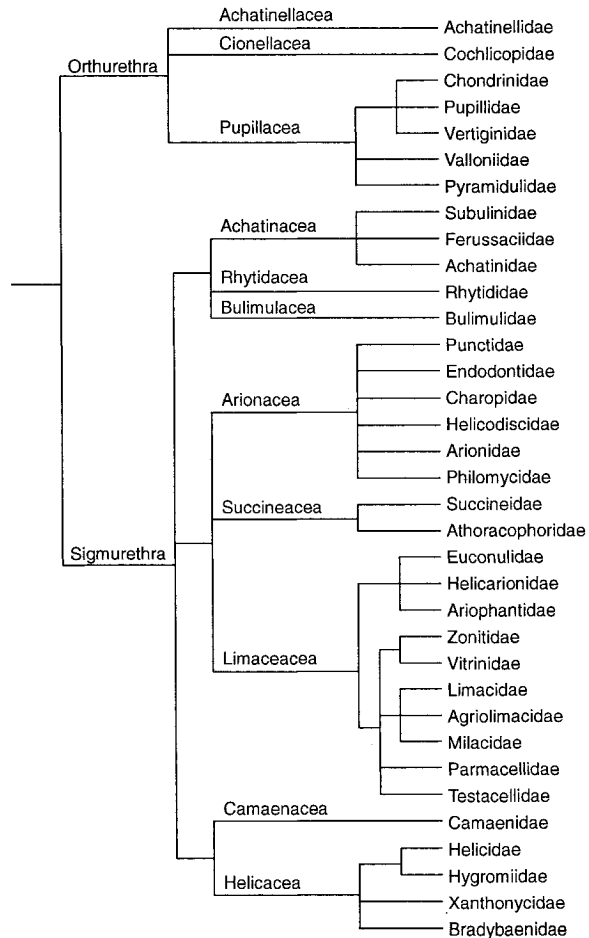 Achatinellacea
Achatinellidae
Cionellacea
Cochlicopidae
Orthurethra
Chondrinidae
Pupillidae
Pupillacea
Vertiginidae
Valloniidae
Pyramidulidae
Subulinidae
Achatinacea
Ferussaciidae
Achatinidae
Rhytidacea
Rhytididae
Bulimulacea
Bulimulidae
Punctidae
Endodontidae
Arionacea
Charopidae
Helicodiscidae
Arionidae
Philomycidae
Succineacea
Succineidae
Athoracophoridae
Sigmurethra
Euconulidae
Helicarionidae
Ariophantidae
Zonitidae
Limaceacea
Vitrinidae
Limacidae
Agriolimacidae
Milacidae
Parmacellidae
Testacellidae
Camaenacea
Camaenidae
Helicidae
Helicacea
Hygromiidae
Xanthonycidae
Bradybaenidae